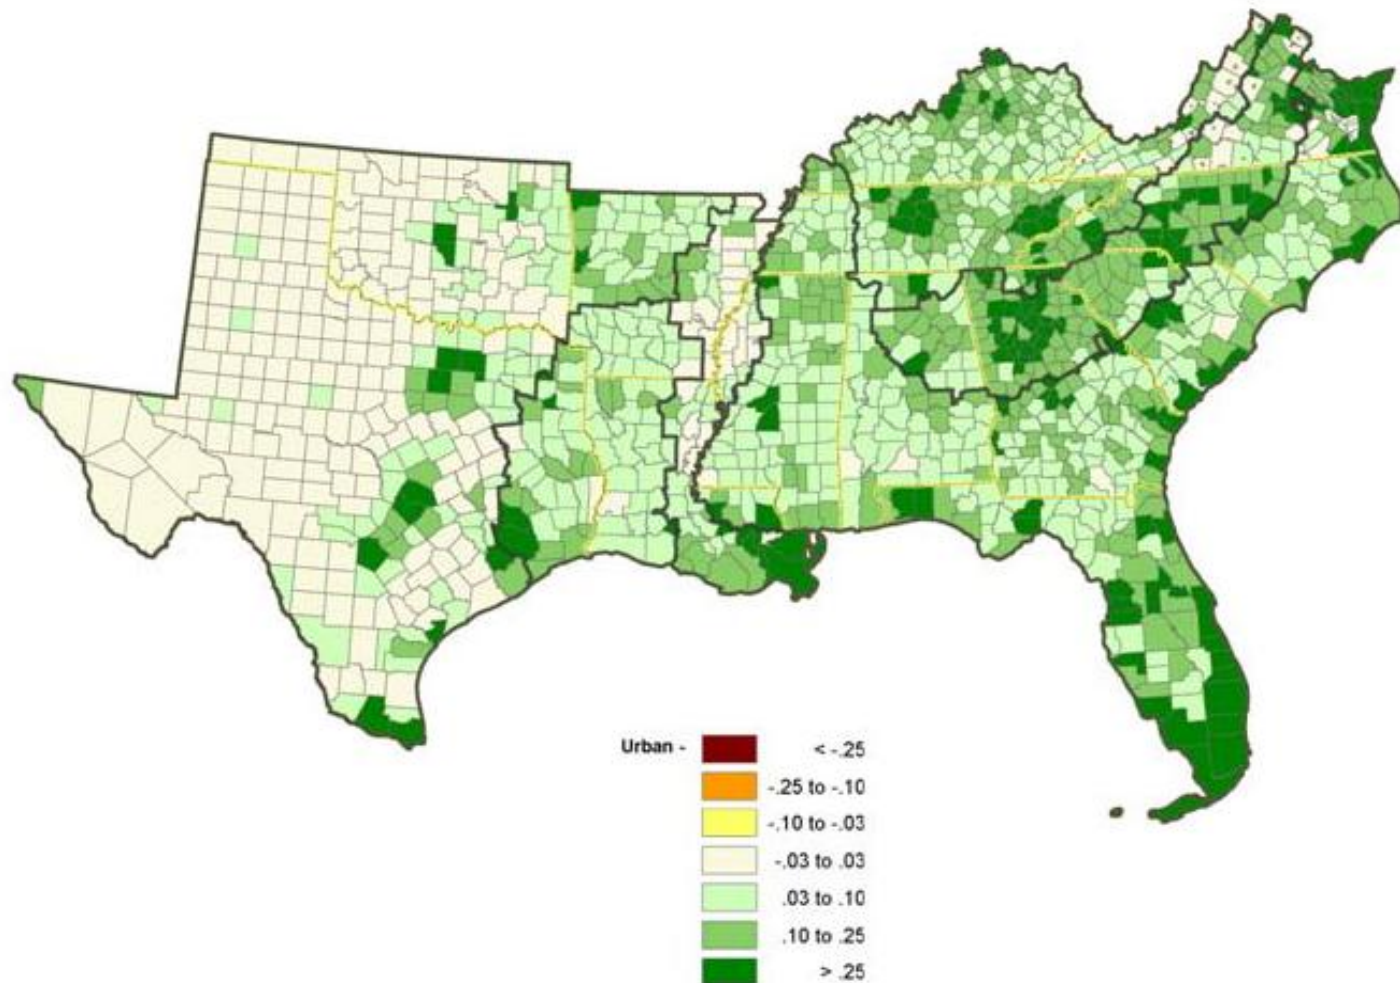 Urban - < -.25
-.25 to -.10
-.10 to -.03
-.03 to .03
.03 to .10
.10 to .25
> .25